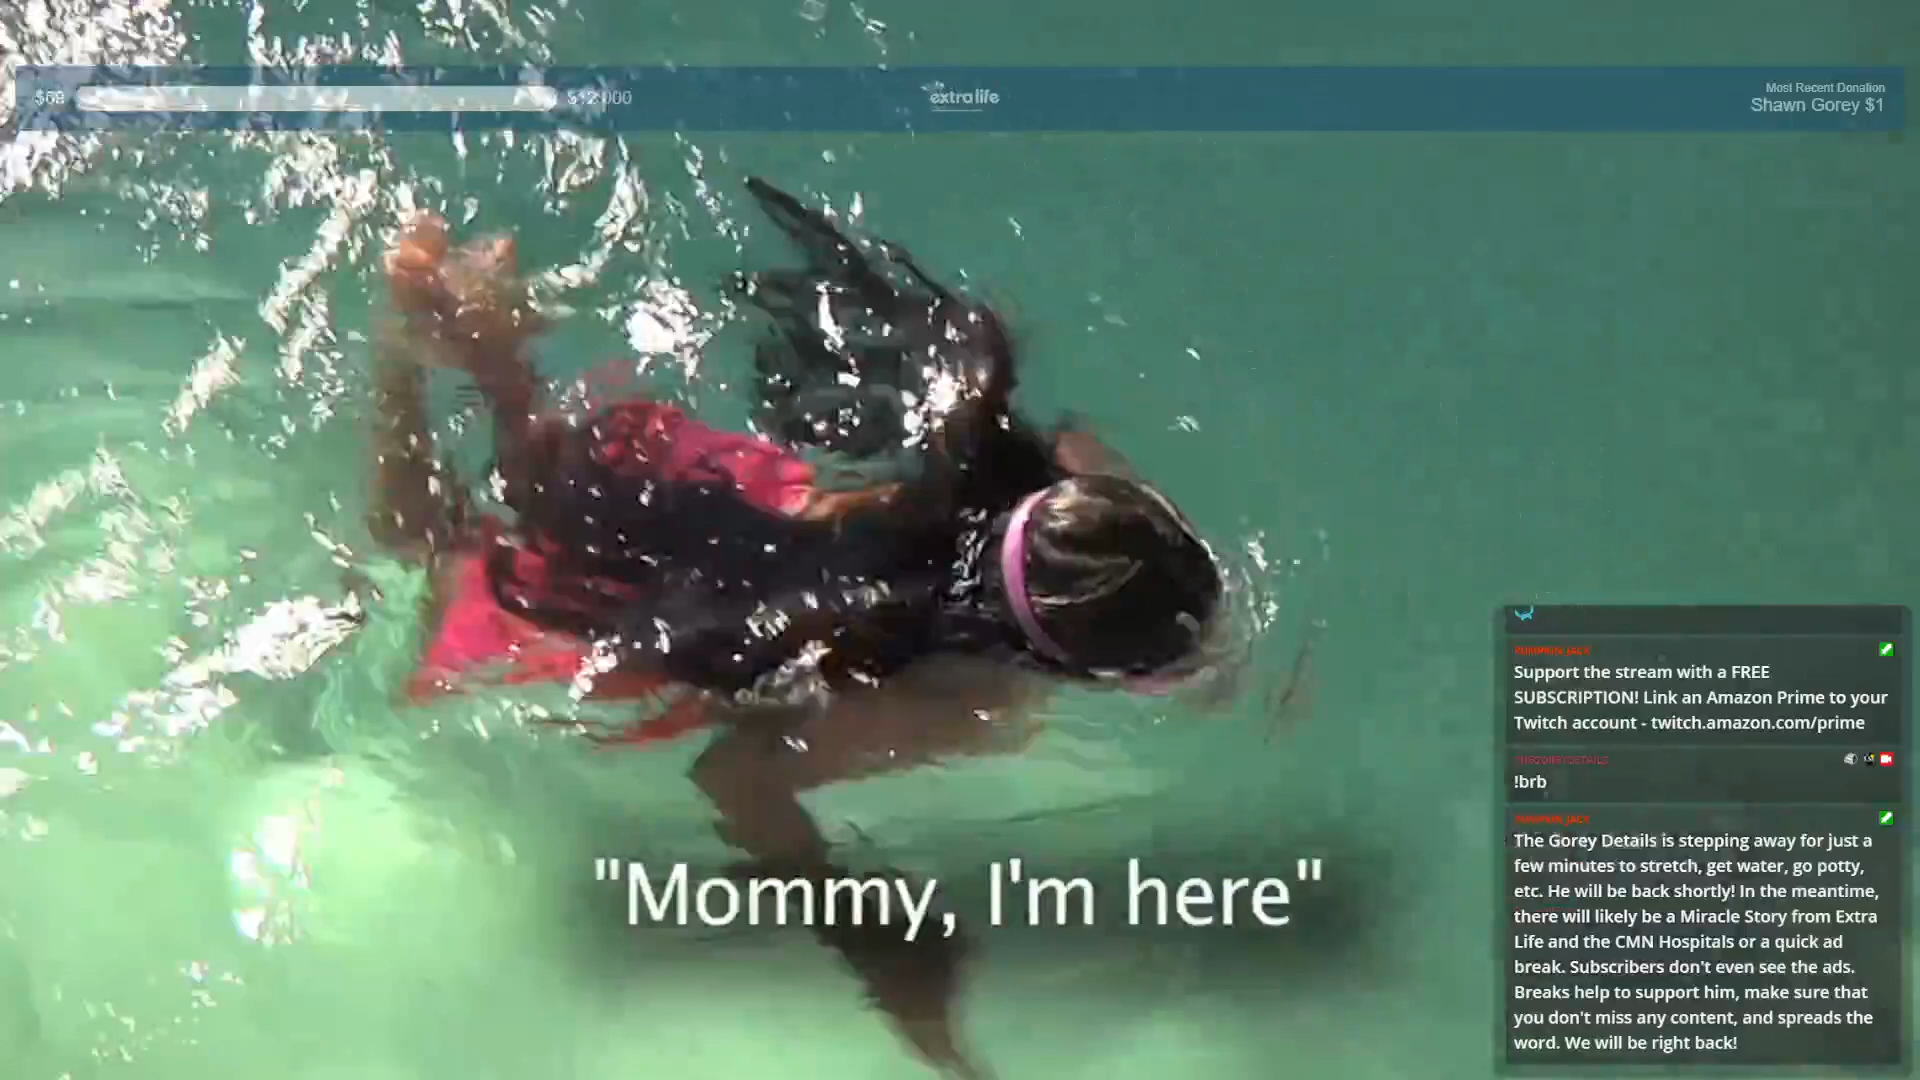 $69
$12,000
extralife
Most Recent Donation
Shawn Gorey $1
PUMPKIN_JACK
Support the stream with a FREE
SUBSCRIPTION! Link an Amazon Prime to your
Twitch account - twitch.amazon.com/prime
THEGOREYDETAILS
!brb
PUMPKIN_JACK
The Gorey Details is stepping away for just a
few minutes to stretch, get water, go potty,
etc. He will be back shortly! In the meantime,
there will likely be a Miracle Story from Extra
Life and the CMN Hospitals or a quick ad
break. Subscribers don't even see the ads.
Breaks help to support him, make sure that
you don't miss any content, and spreads the
word. We will be right back!
"Mommy, I'm here"